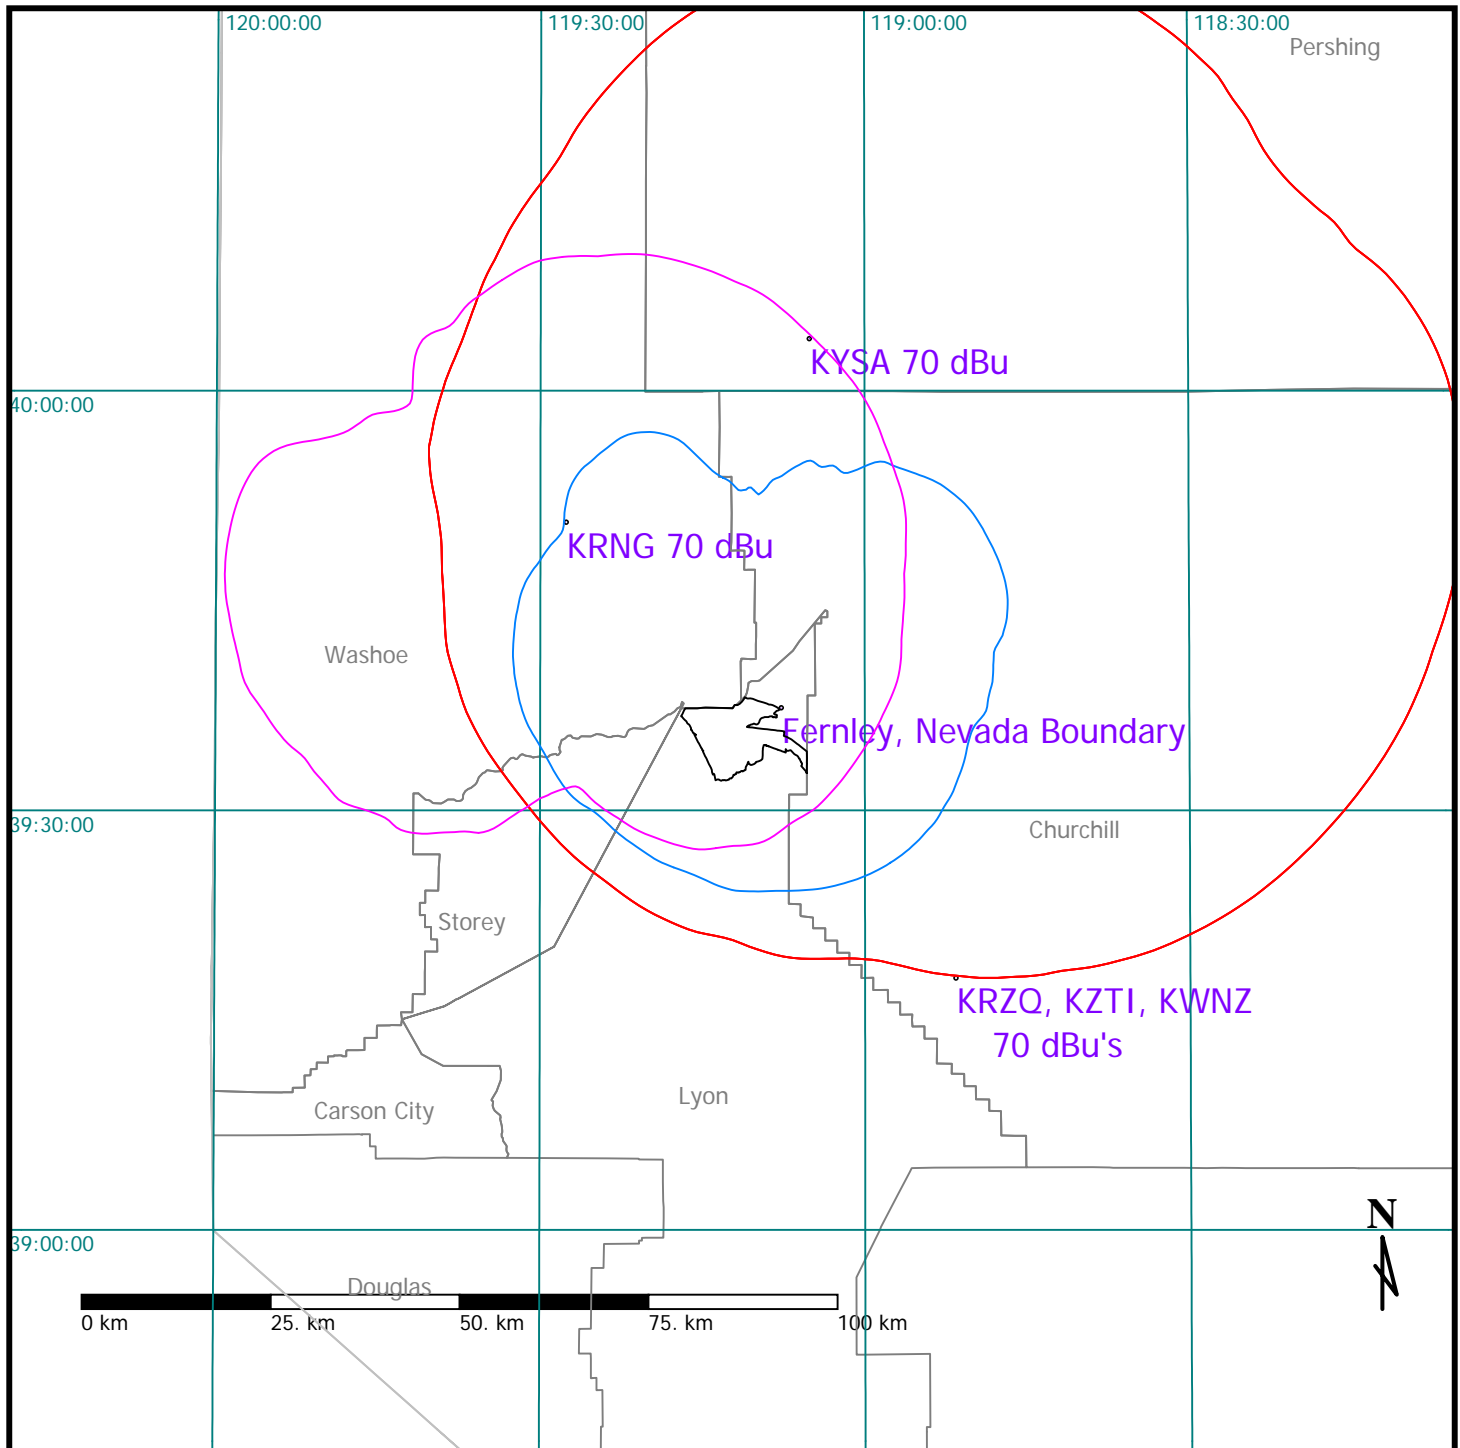 120:00:00
119:30:00
119:00:00
118:30:00
Pershing
KYSA 70 dBu
40:00:00
KRNG 70 dBu
Washoe
Fernley, Nevada Boundary
39:30:00
Churchill
Storey
KRZQ, KZTI, KWNZ
70 dBu's
Lyon
Carson City
N
39:00:00
Douglas
0 km
25. km
50. km
75. km
100 km